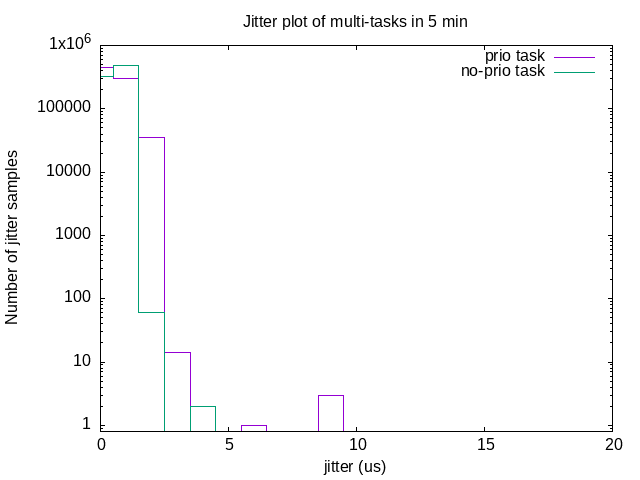 Jitter plot of multi-tasks in 5 min
prio task
no-prio task
Number of jitter samples
1x10^6
100000
10000
1000
100
10
1
0 5 10 15 20
jitter (us)